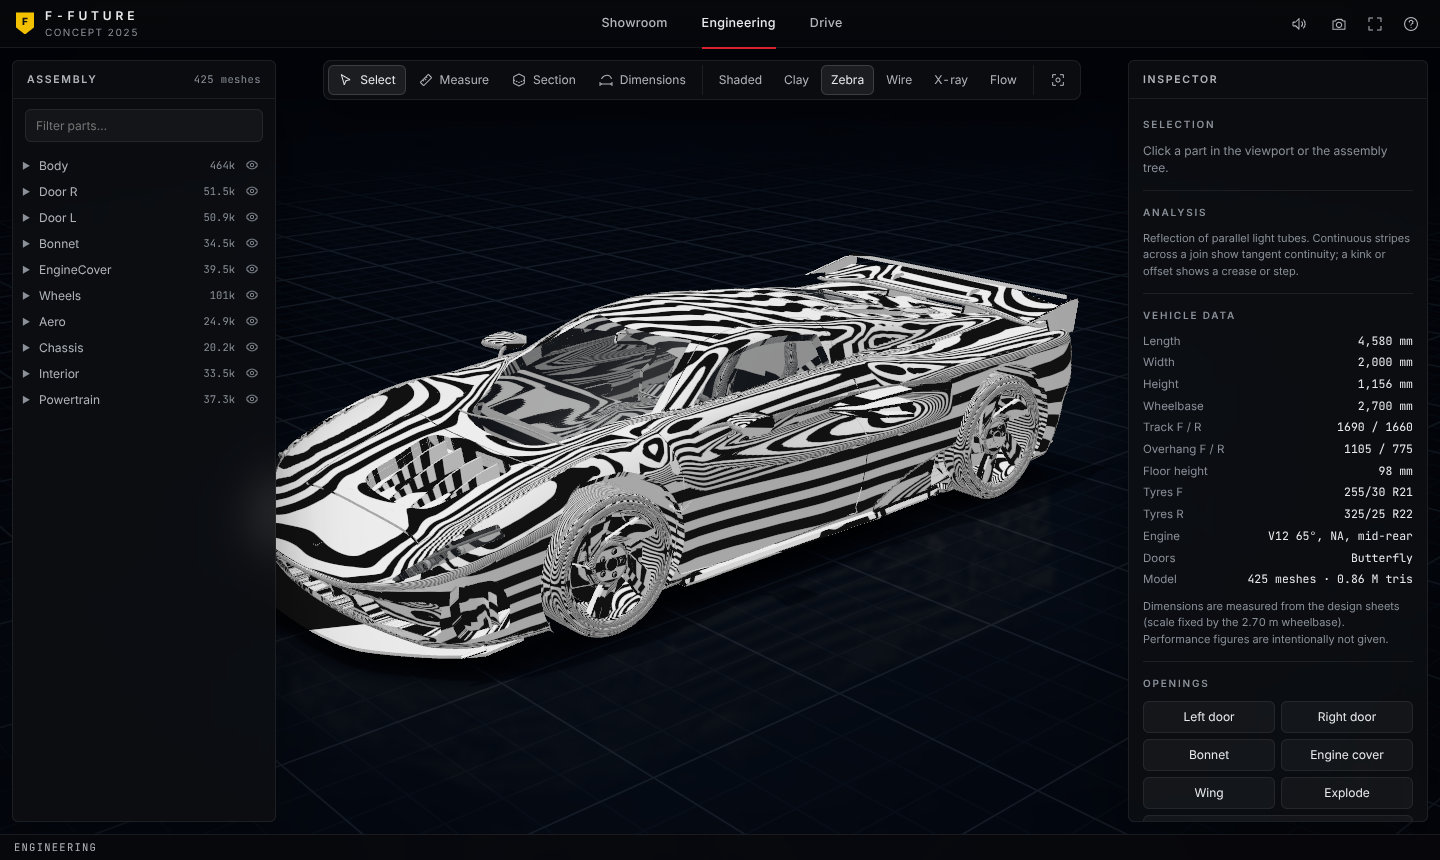 F
F-FUTURE
CONCEPT 2025
Showroom
Engineering
Drive
ASSEMBLY
425 meshes
Filter parts...
Body 464k
Door R 51.5k
Door L 50.9k
Bonnet 34.5k
EngineCover 39.5k
Wheels 101k
Aero 24.9k
Chassis 20.2k
Interior 33.5k
Powertrain 37.3k
Select
Measure
Section
Dimensions
Shaded
Clay
Zebra
Wire
X-ray
Flow
INSPECTOR
SELECTION
Click a part in the viewport or the assembly
tree.
ANALYSIS
Reflection of parallel light tubes. Continuous stripes
across a join show tangent continuity; a kink or
offset shows a crease or step.
VEHICLE DATA
Length 4,580 mm
Width 2,000 mm
Height 1,156 mm
Wheelbase 2,700 mm
Track F / R 1690 / 1660
Overhang F / R 1105 / 775
Floor height 98 mm
Tyres F 255/30 R21
Tyres R 325/25 R22
Engine V12 65°, NA, mid-rear
Doors Butterfly
Model 425 meshes · 0.86 M tris
Dimensions are measured from the design sheets
(scale fixed by the 2.70 m wheelbase).
Performance figures are intentionally not given.
OPENINGS
Left door
Right door
Bonnet
Engine cover
Wing
Explode
ENGINEERING